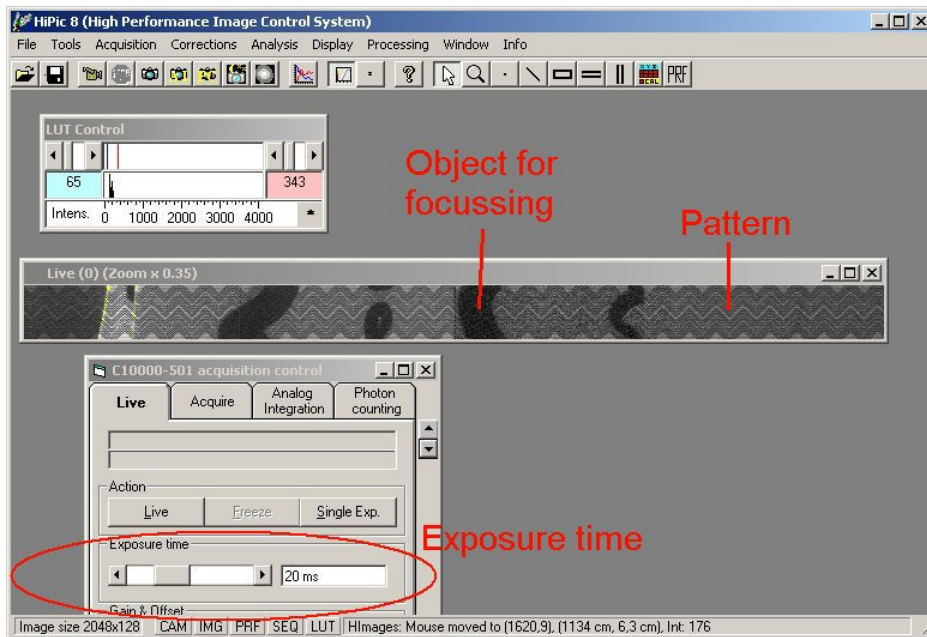 HiPic 8 (High Performance Image Control System)
File Tools Acquisition Corrections Analysis Display Processing Window Info
PRF
LUT Control
65 343
Intens. 0 1000 2000 3000 4000 *
Object for
focussing
Pattern
Live (0) (Zoom x 0.35)
C10000-501 acquisition control
Live Acquire Analog Integration Photon counting
Action
Live Freeze Single Exp.
Exposure time
20 ms
Exposure time
Gain & Offset
Image size 2048x128 CAM IMG PRF SEQ LUT HImages: Mouse moved to (1620,9), (1134 cm, 6,3 cm), Int: 176